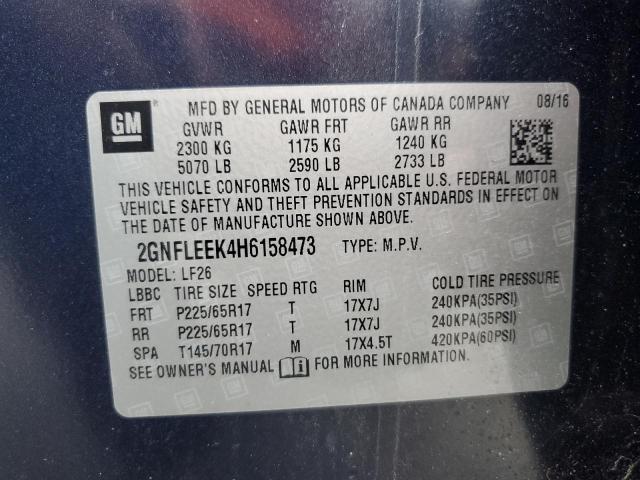 GM
MFD BY GENERAL MOTORS OF CANADA COMPANY 08/16
GVWR GAWR FRT GAWR RR
2300 KG 1175 KG 1240 KG
5070 LB 2590 LB 2733 LB
THIS VEHICLE CONFORMS TO ALL APPLICABLE U.S. FEDERAL MOTOR
VEHICLE SAFETY AND THEFT PREVENTION STANDARDS IN EFFECT ON
THE DATE OF MANUFACTURE SHOWN ABOVE.
2GNFLEEK4H6158473 TYPE: M.P.V.
MODEL: LF26
LBBC TIRE SIZE SPEED RTG RIM COLD TIRE PRESSURE
FRT P225/65R17 T 17X7J 240KPA(35PSI)
RR P225/65R17 T 17X7J 240KPA(35PSI)
SPA T145/70R17 M 17X4.5T 420KPA(60PSI)
SEE OWNER'S MANUAL i FOR MORE INFORMATION.